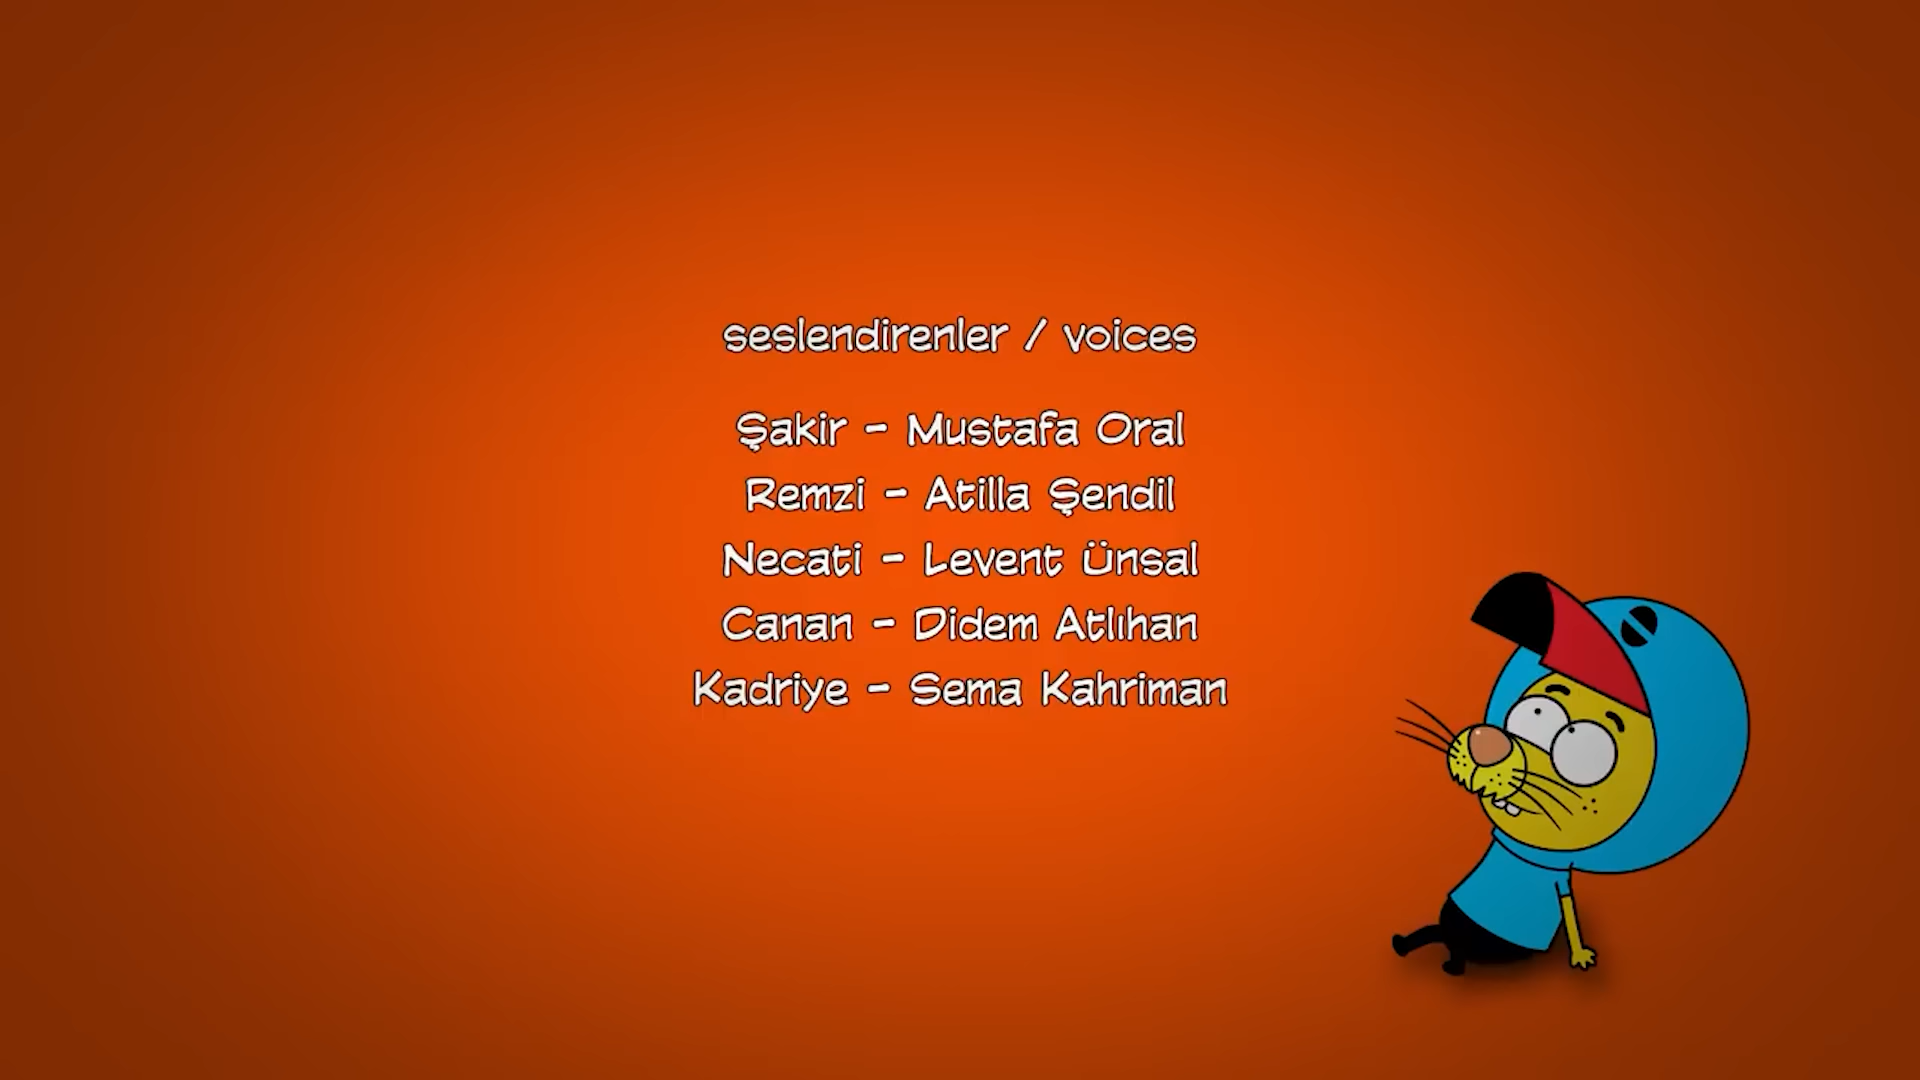 seslendirenler / voices
Şakir - Mustafa Oral
Remzi - Atilla Şendil
Necati - Levent Ünsal
Canan - Didem Atlıhan
Kadriye - Sema Kahriman